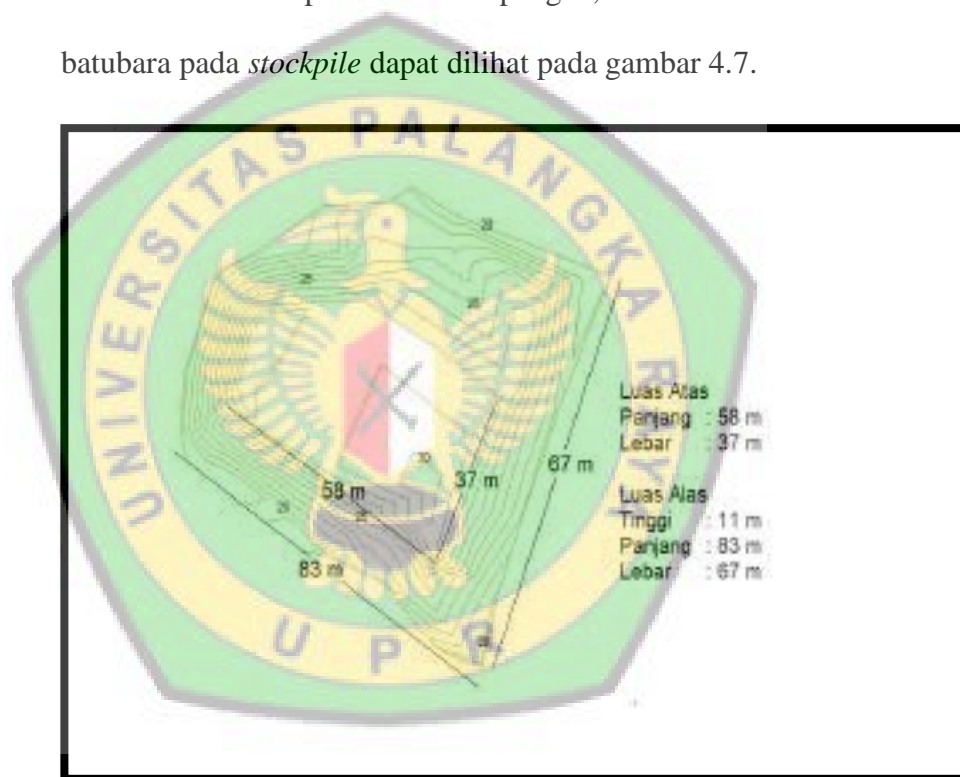 batubara pada stockpile dapat dilihat pada gambar 4.7.
UNIVERSITAS PALANGKA RAYA
UPR
58 m
37 m
67 m
83 m
Luas Atas
Panjang : 58 m
Lebar : 37 m
Luas Alas
Tinggi : 11 m
Panjang : 83 m
Lebar : 67 m